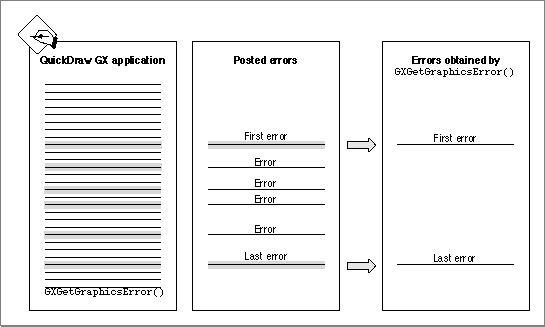 QuickDraw GX application
GXGetGraphicsError()
Posted errors
First error
Error
Error
Error
Error
Last error
Errors obtained by
GXGetGraphicsError()
First error
Last error